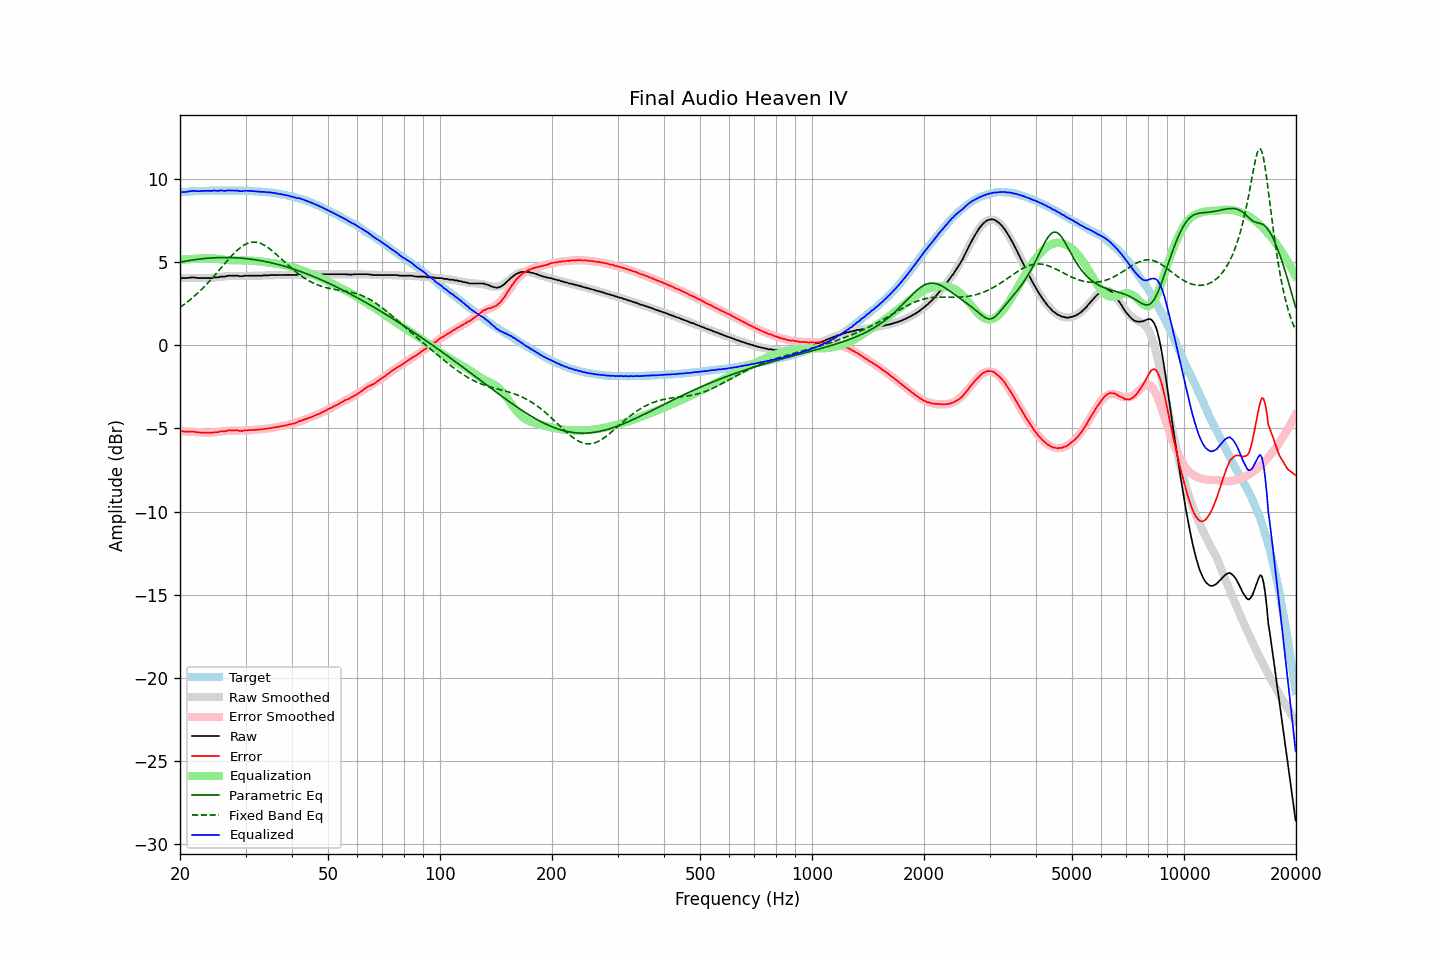 Final Audio Heaven IV
Amplitude (dBr)
10
5
0
−5
−10
−15
−20
−25
−30
Target
Raw Smoothed
Error Smoothed
Raw
Error
Equalization
Parametric Eq
Fixed Band Eq
Equalized
20 50 100 200 500 1000 2000 5000 10000 20000
Frequency (Hz)